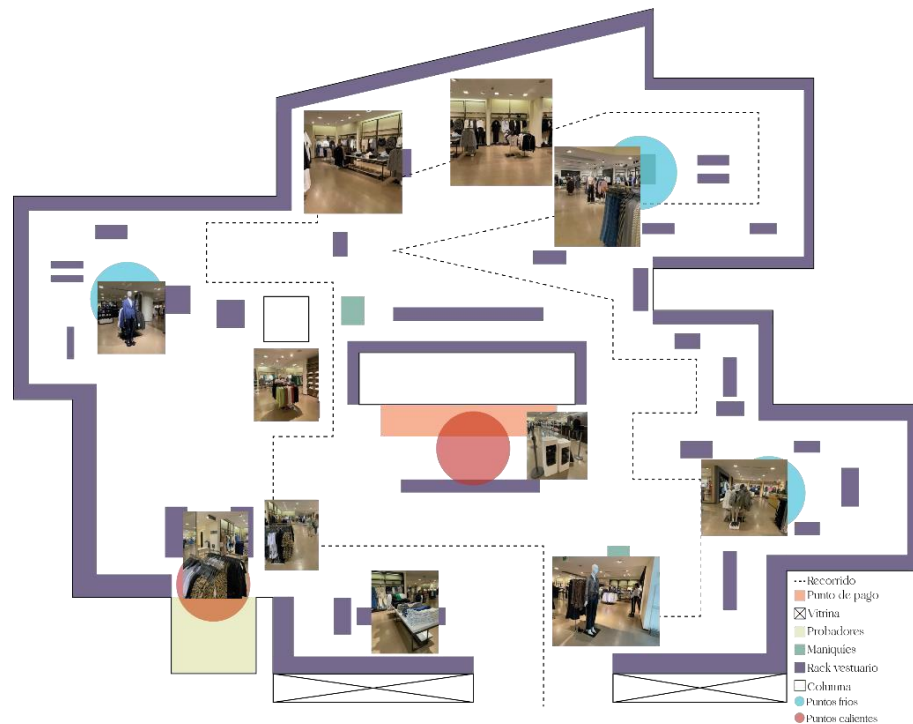 Recorrido
Punto de pago
Vitrina
Probadores
Maniquíes
Rack vestuario
Columna
Puntos fríos
Puntos calientes